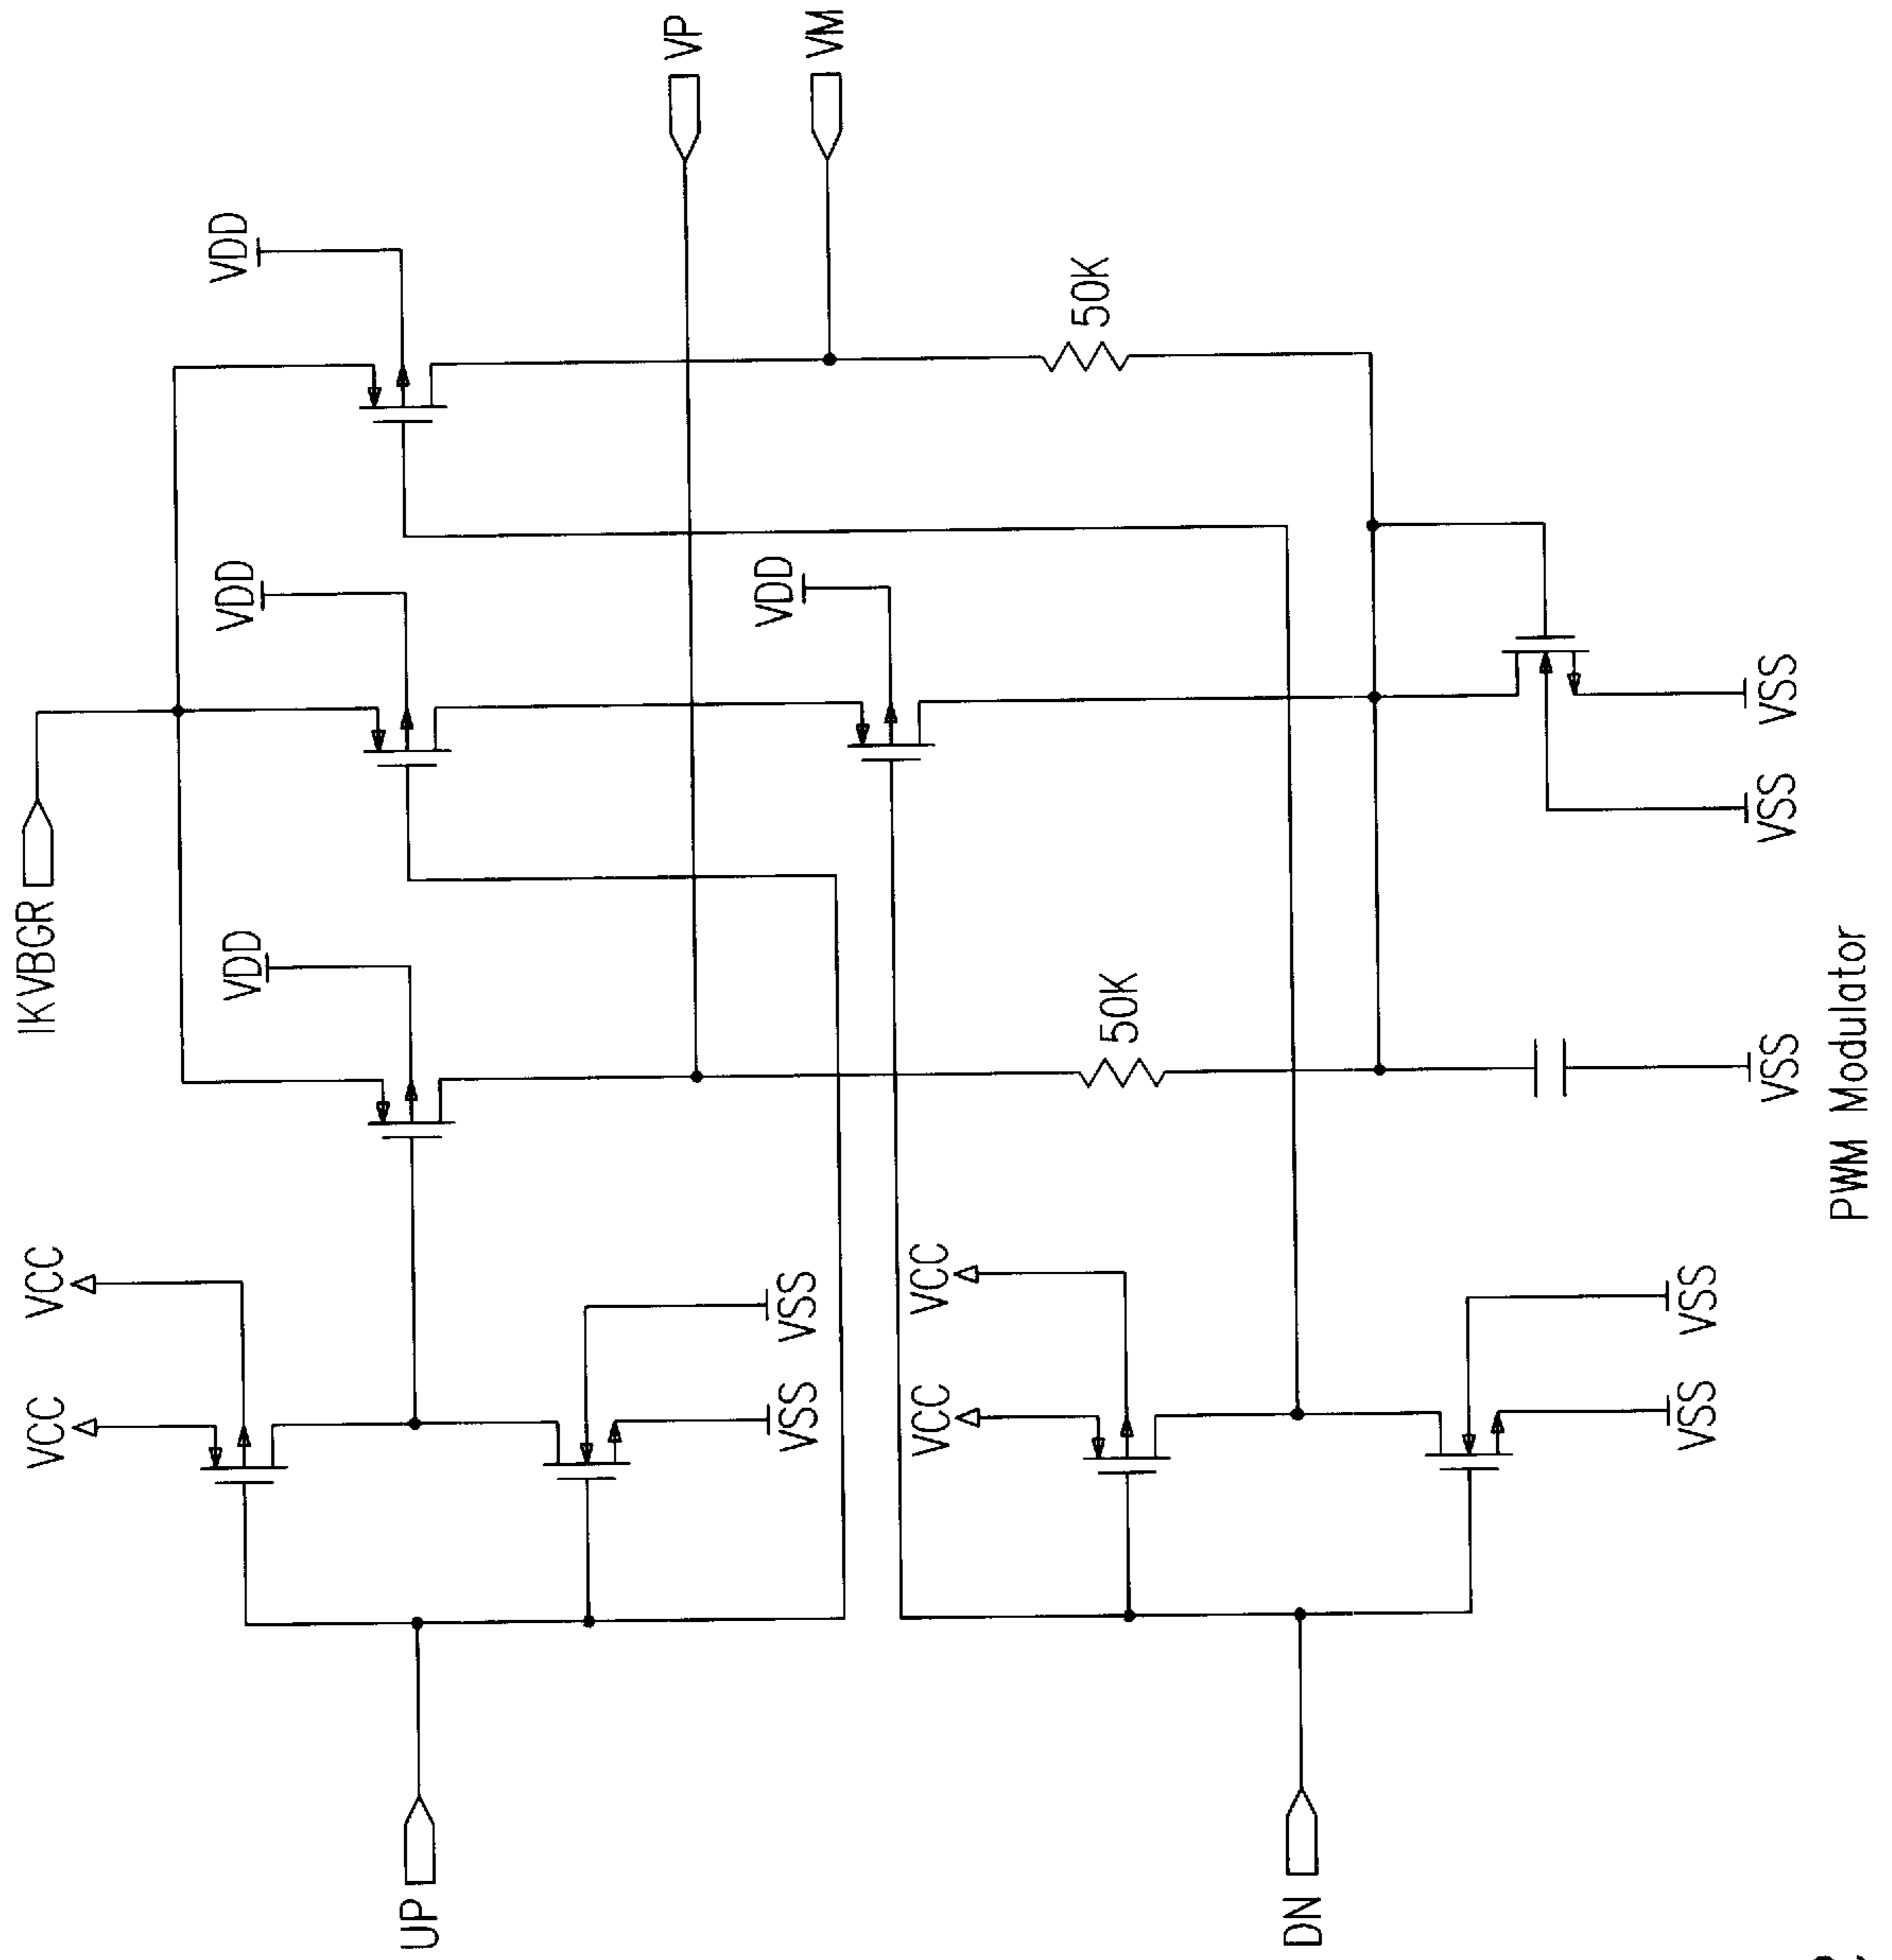 IKVBGR
VP
VM
VDD
VDD
VDD
VDD
VCC
VCC
VSS
VSS
VCC
VCC
VSS
VSS
50K
50K
UP
DN
VSS
VSS
VSS
PWM Modulator